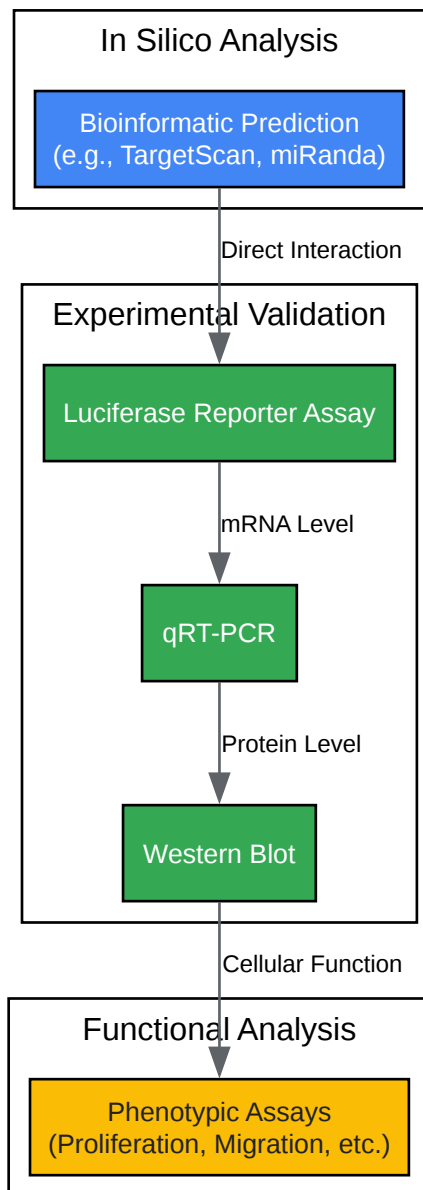 In Silico Analysis
Bioinformatic Prediction
(e.g., TargetScan, miRanda)
Direct Interaction
Experimental Validation
Luciferase Reporter Assay
mRNA Level
qRT-PCR
Protein Level
Western Blot
Cellular Function
Functional Analysis
Phenotypic Assays
(Proliferation, Migration, etc.)